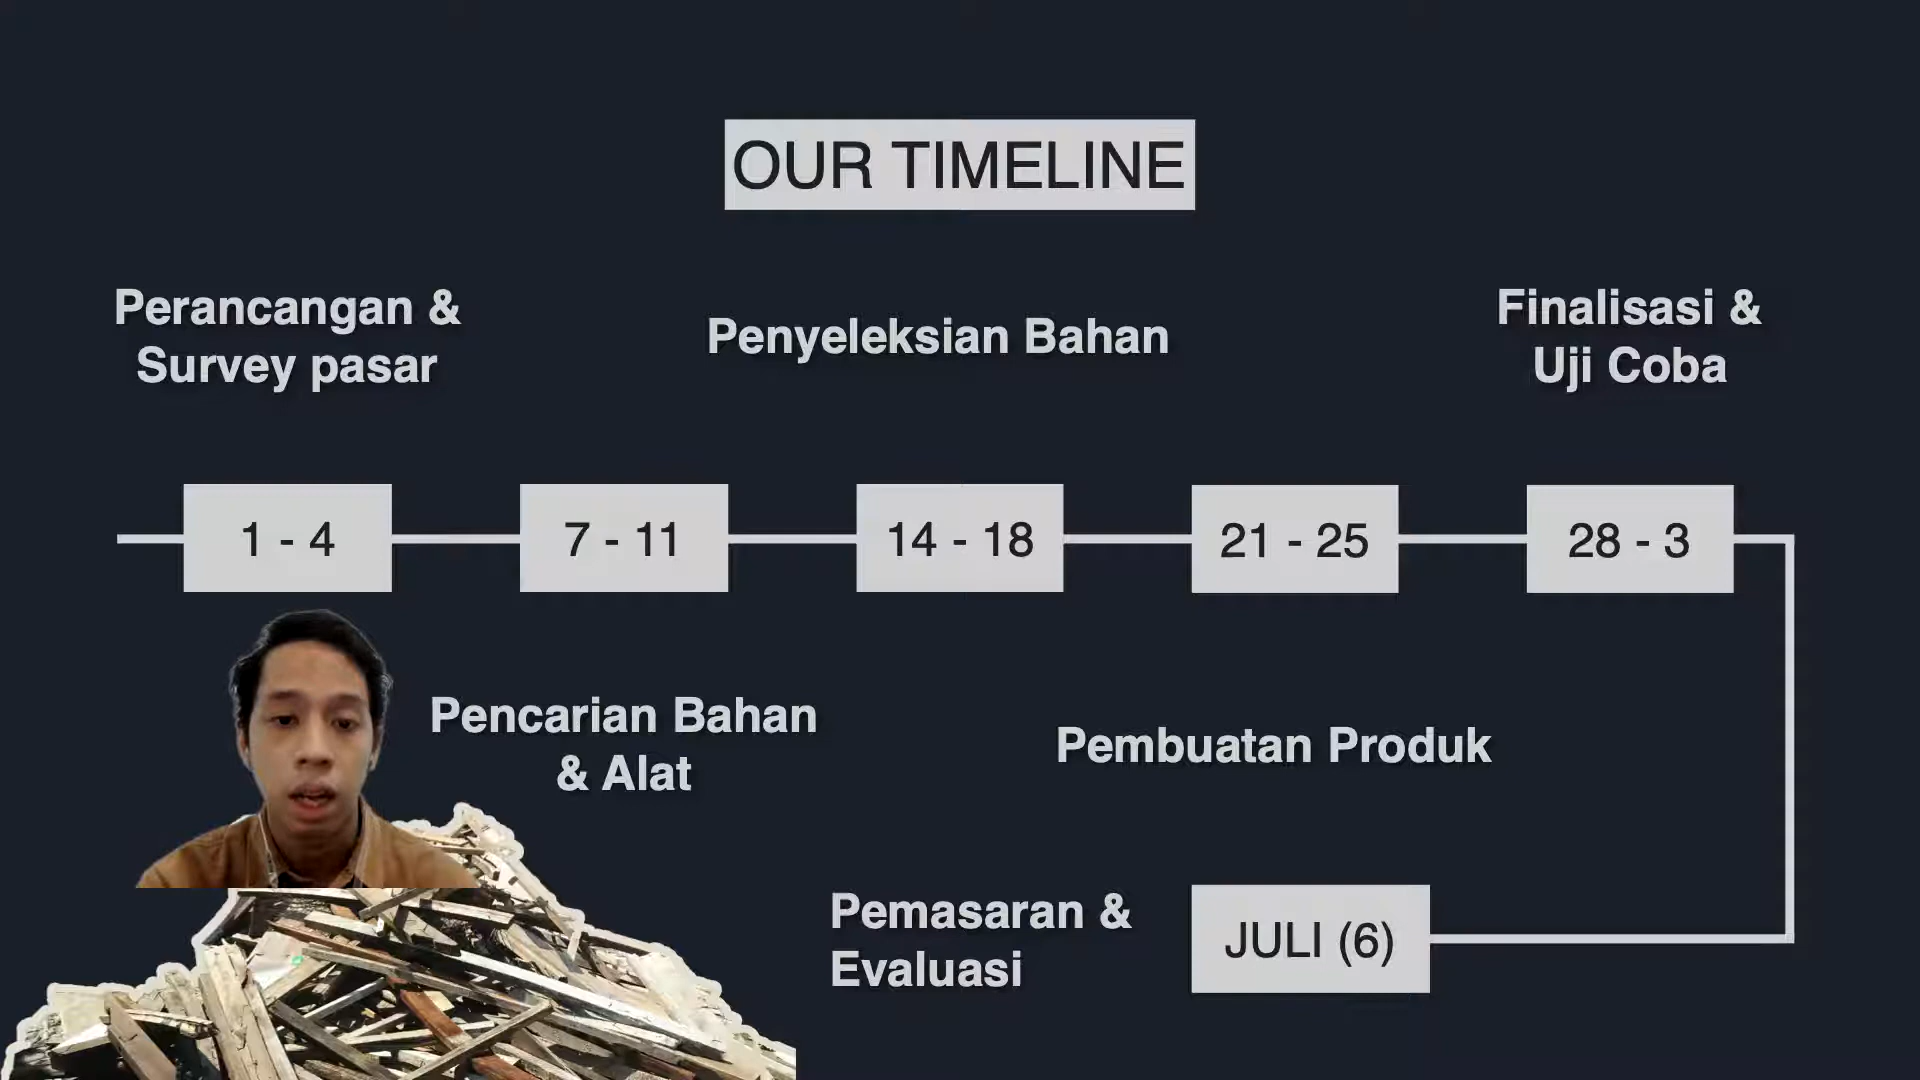 OUR TIMELINE
Perancangan &
Survey pasar
Penyeleksian Bahan
Finalisasi &
Uji Coba
1 - 4
7 - 11
14 - 18
21 - 25
28 - 3
Pencarian Bahan
& Alat
Pembuatan Produk
Pemasaran &
Evaluasi
JULI (6)